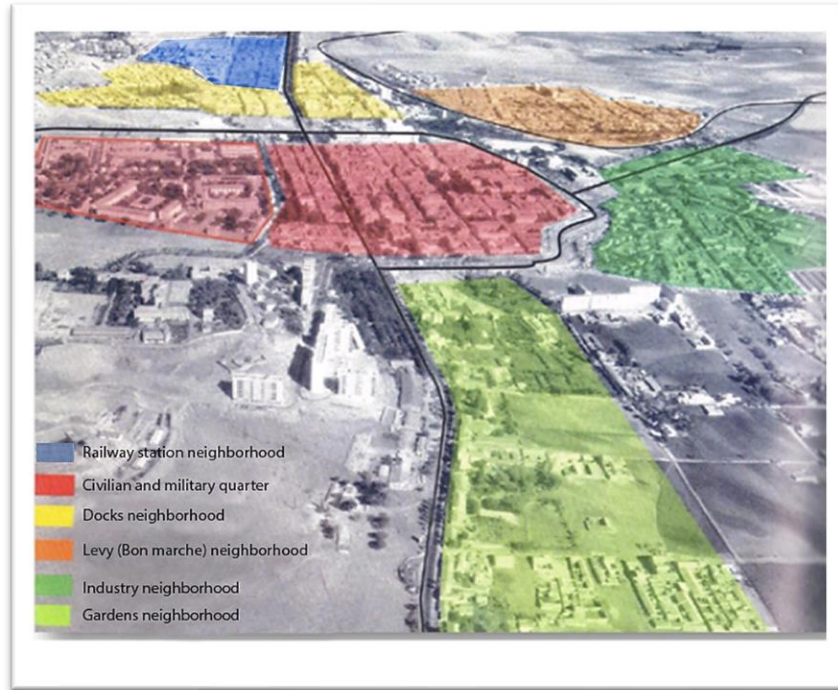 Railway station neighborhood
Civilian and military quarter
Docks neighborhood
Levy (Bon marche) neighborhood
Industry neighborhood
Gardens neighborhood